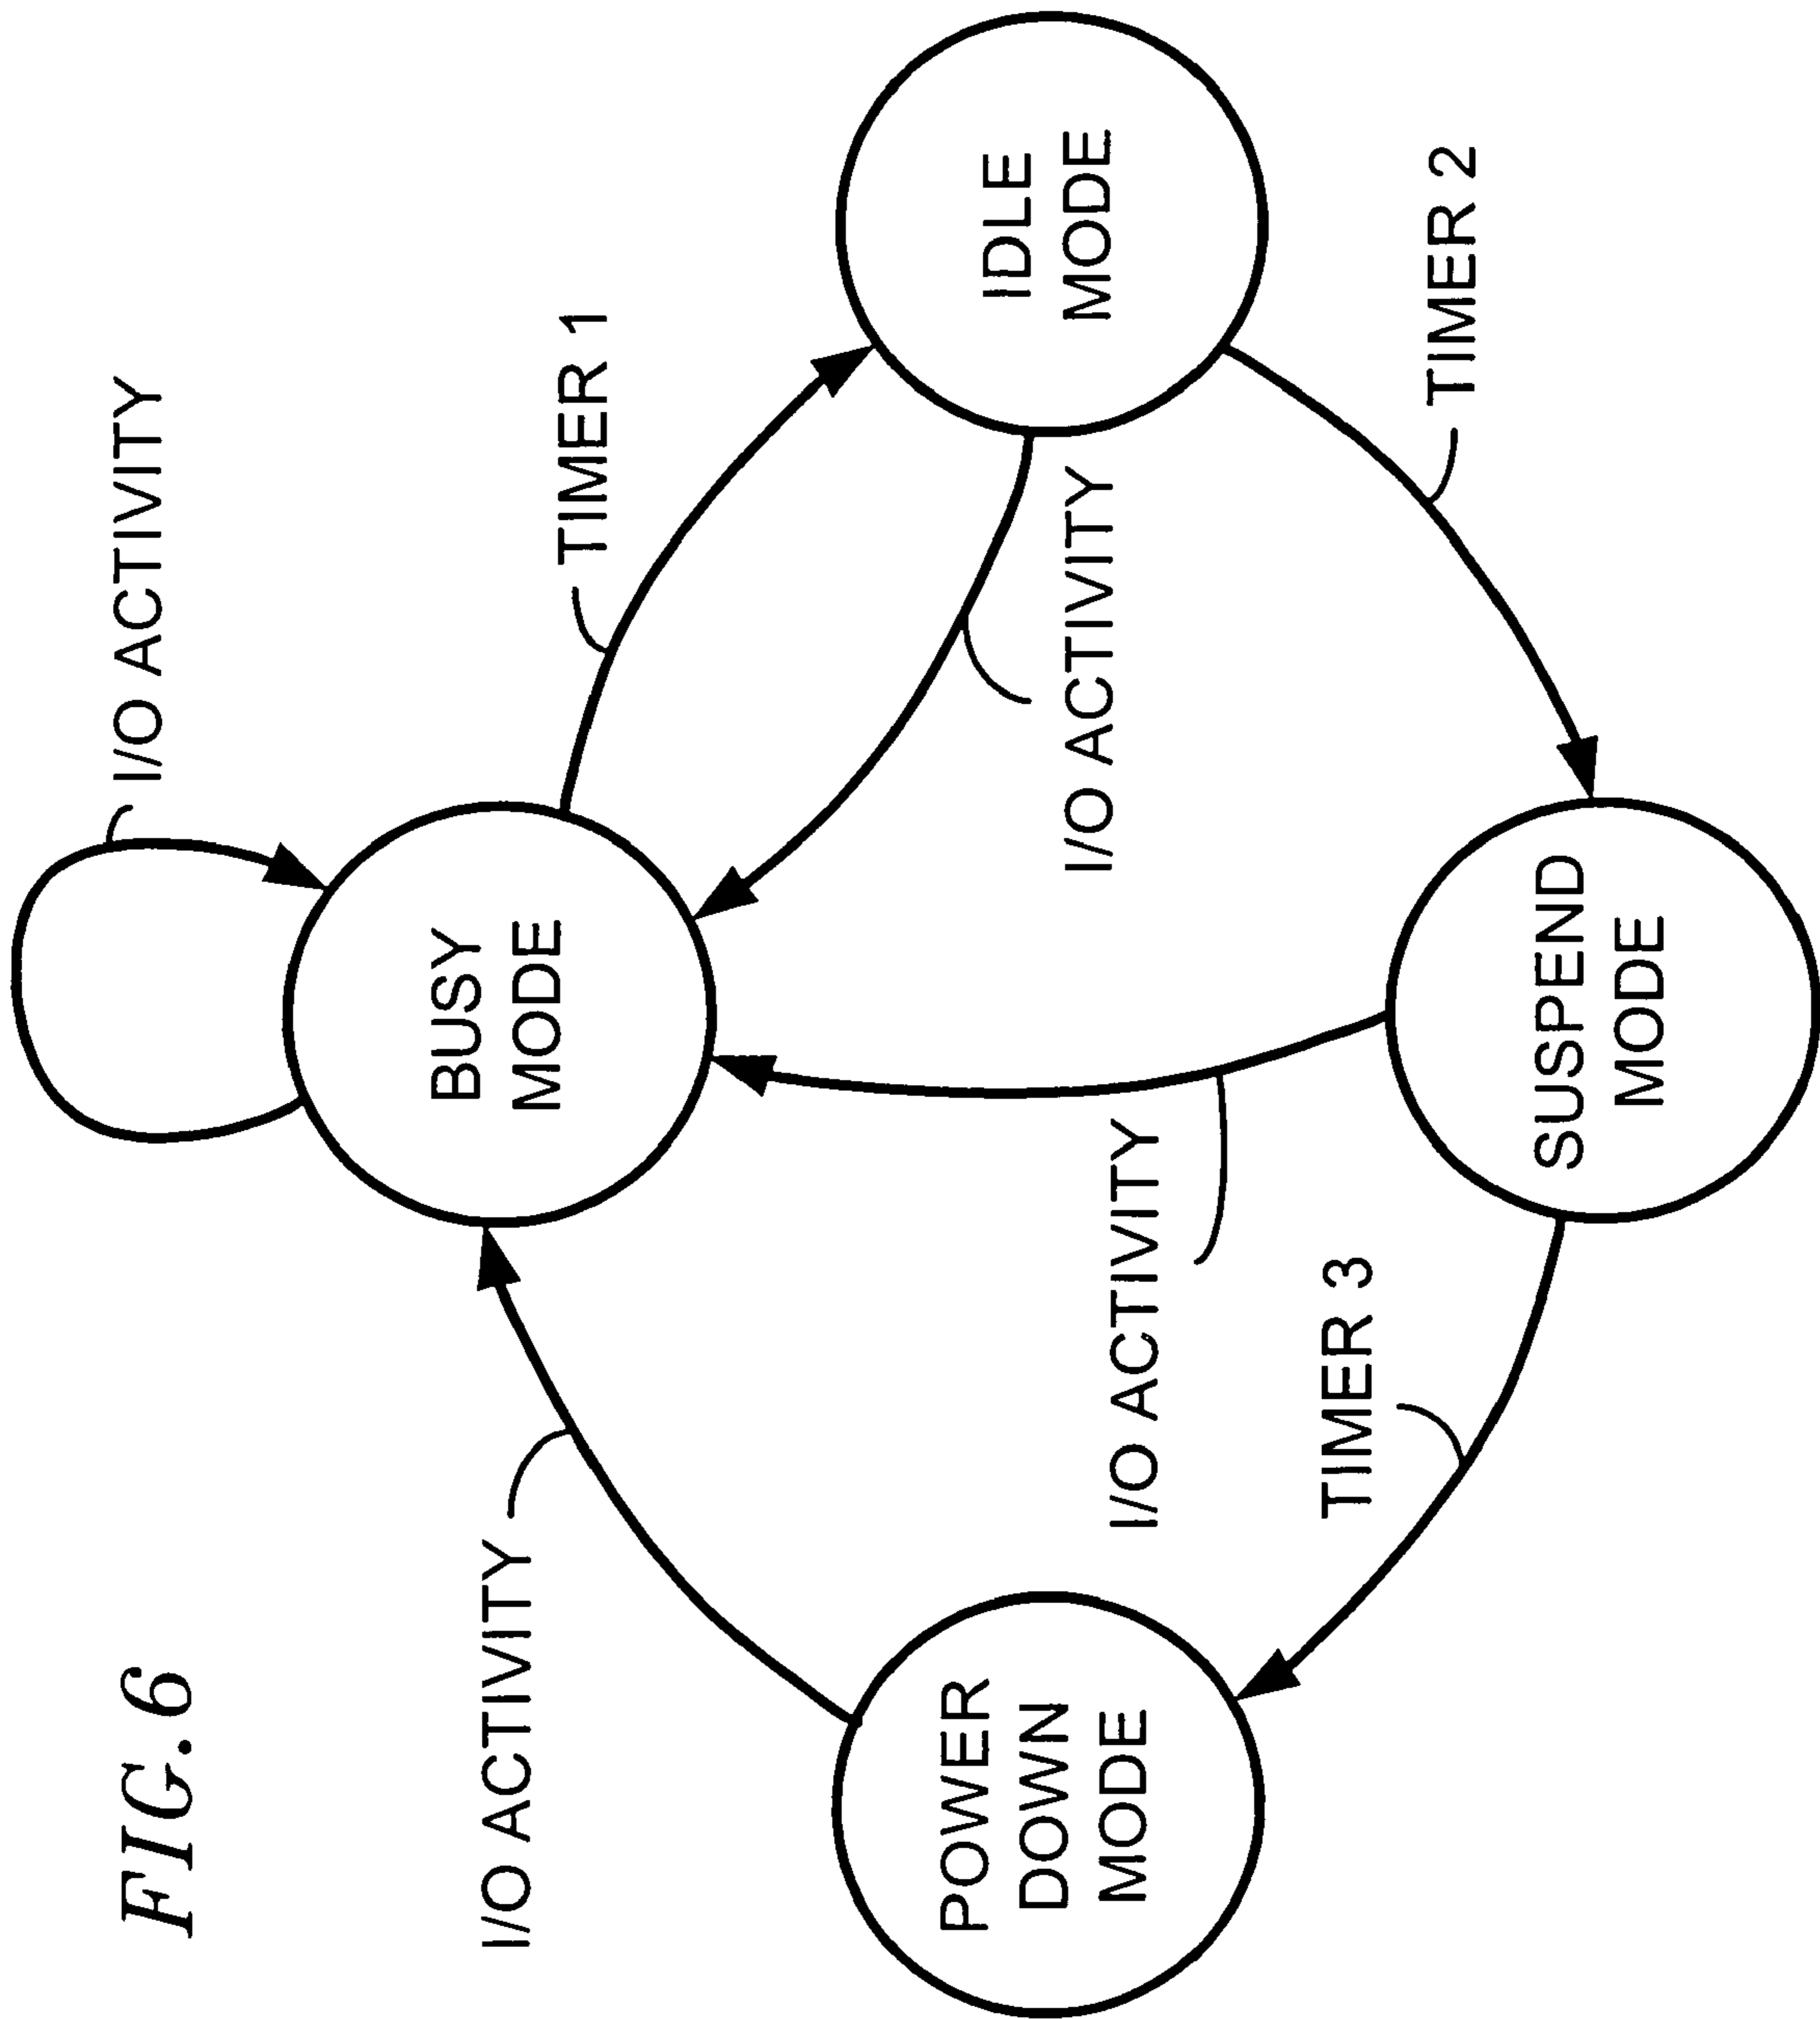 FIG.6
I/O ACTIVITY
I/O ACTIVITY
BUSY
MODE
TIMER 1
POWER
DOWN
MODE
IDLE
MODE
I/O ACTIVITY
I/O ACTIVITY
TIMER 3
TIMER 2
SUSPEND
MODE